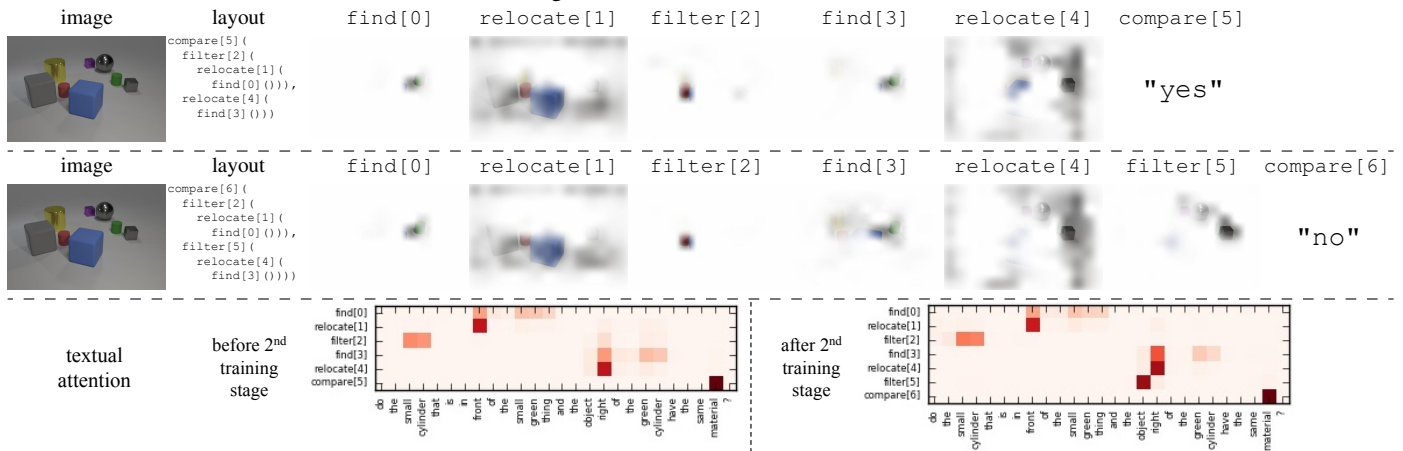 image layout find[0] relocate[1] filter[2] find[3] relocate[4] compare[5]
compare[5](
filter[2](
relocate[1](
find[0]())),
relocate[4](
find[3]()))
"yes"
image layout find[0] relocate[1] filter[2] find[3] relocate[4] filter[5] compare[6]
compare[6](
filter[2](
relocate[1](
find[0]())),
filter[5](
relocate[4](
find[3]())))
"no"
textual
attention
before 2nd
training
stage
find[0]
relocate[1]
filter[2]
find[3]
relocate[4]
compare[5]
do the small cylinder that is in front of the small green thing and the object right of the green cylinder have the same material ?
after 2nd
training
stage
find[0]
relocate[1]
filter[2]
find[3]
relocate[4]
filter[5]
compare[6]
do the small cylinder that is in front of the small green thing and the object right of the green cylinder have the same material ?